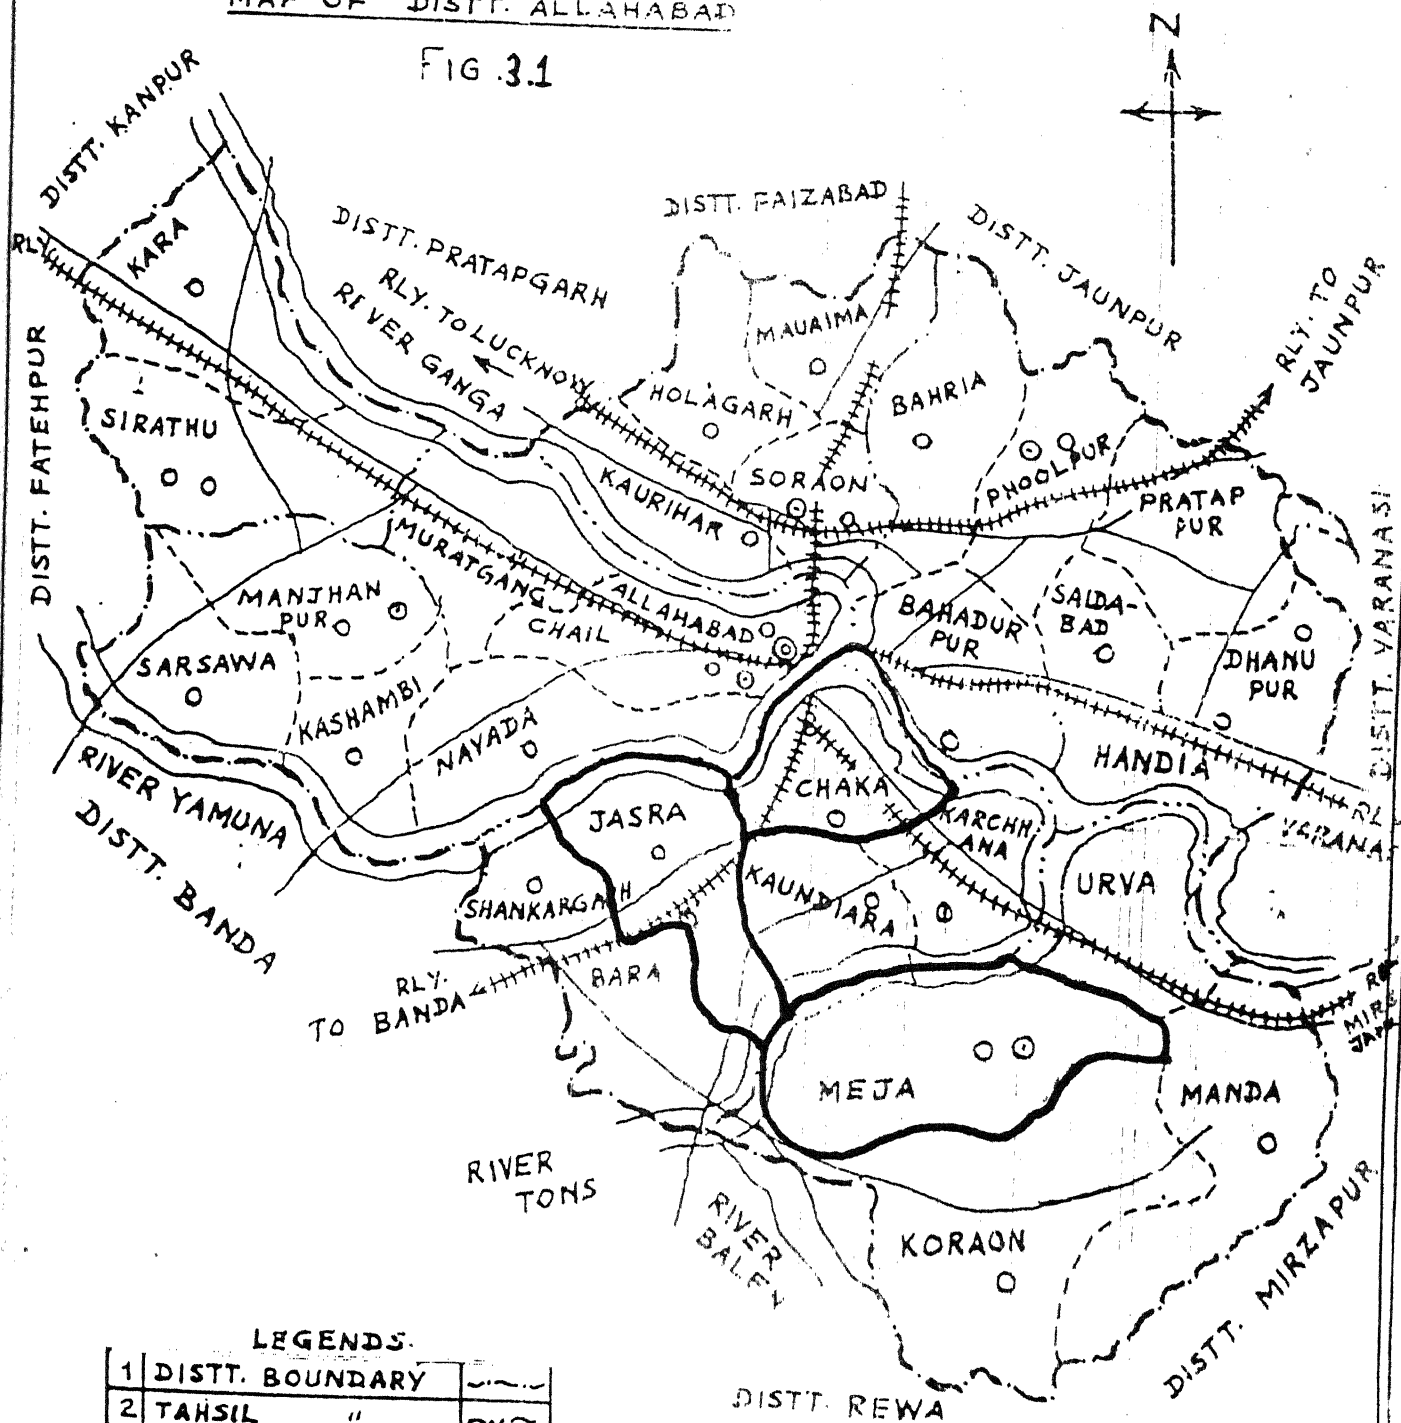 MAP OF DISTT. ALLAHABAD
FIG .3.1
N
DISTT. KANPUR
DISTT. FAIZABAD
DISTT. JAUNPUR
DISTT. PRATAPGARH
RLY. TO
JAUNPUR
RLY. TO LUCKNOW
RIVER GANGA
RLY
KARA
MAUAIMA
HOLAGARH
BAHRIA
DISTT. FATEHPUR
SIRATHU
SORAON
PHOOLPUR
KAURIHAR
PRATAP
PUR
MURATGANG
DISTT. VARANASI
MANJHAN
PUR
ALLAHABAD
CHAIL
BAHADUR
PUR
SAIDA-
BAD
SARSAWA
DHANU
PUR
KASHAMBI
NAYADA
HANDIA
RIVER YAMUNA
JASRA
CHAKA
KARCHH
ANA
RL
VARANAS
DISTT. BANDA
SHANKARGARH
KAUNDIARA
URVA
RLY.
TO BANDA
BARA
MIRZ
MEJA
MANDA
RIVER
TONS
RIVER
BALEN
KORAON
DISTT. MIRZAPUR
LEGENDS.
1 DISTT. BOUNDARY
2 TAHSIL "
DISTT. REWA